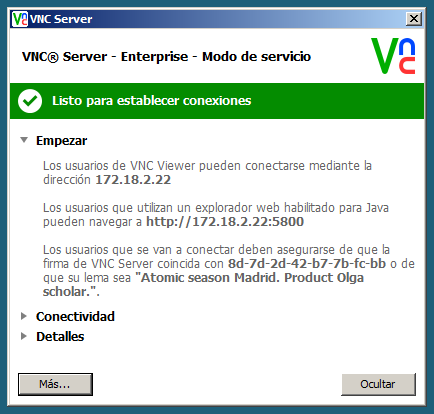 VNC Server
VNC® Server - Enterprise - Modo de servicio
Vnc
Listo para establecer conexiones
Empezar
Los usuarios de VNC Viewer pueden conectarse mediante la
dirección 172.18.2.22
Los usuarios que utilizan un explorador web habilitado para Java
pueden navegar a http://172.18.2.22:5800
Los usuarios que se van a conectar deben asegurarse de que la
firma de VNC Server coincida con 8d-7d-2d-42-b7-7b-fc-bb o de
que su lema sea "Atomic season Madrid. Product Olga
scholar.".
Conectividad
Detalles
Más...
Ocultar